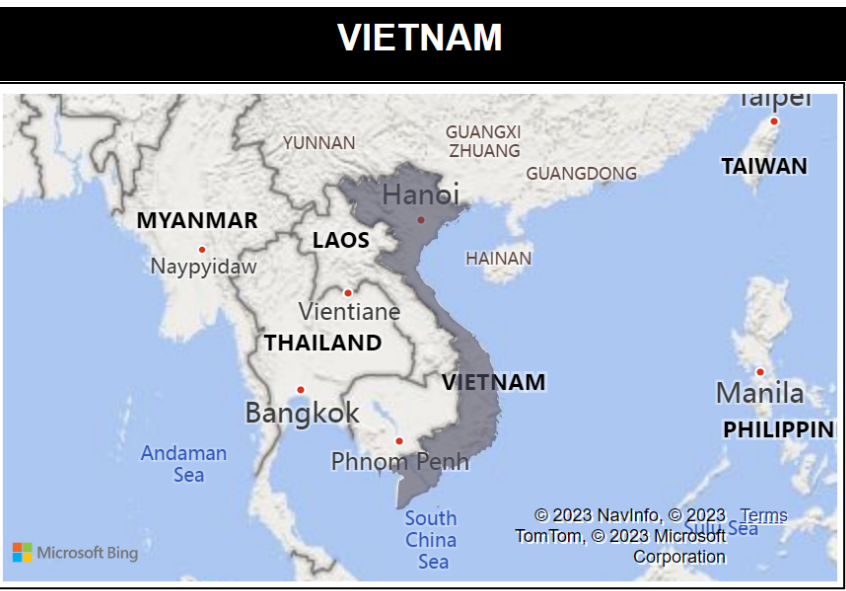 VIETNAM
Taipei
YUNNAN
GUANGXI
ZHUANG
GUANGDONG
TAIWAN
Hanoi
MYANMAR
LAOS
HAINAN
Naypyidaw
Vientiane
THAILAND
VIETNAM
Manila
Bangkok
PHILIPPIN
Andaman
Sea
Phnom Penh
South
China
Sea
© 2023 NavInfo, © 2023 Terms
TomTom, © 2023 Microsoft
Corporation
Sulu Sea
Microsoft Bing